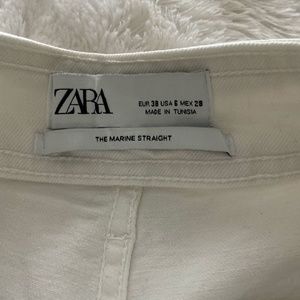 ZARA
EUR 38 USA 6 MEX 28
MADE IN TUNISIA
THE MARINE STRAIGHT